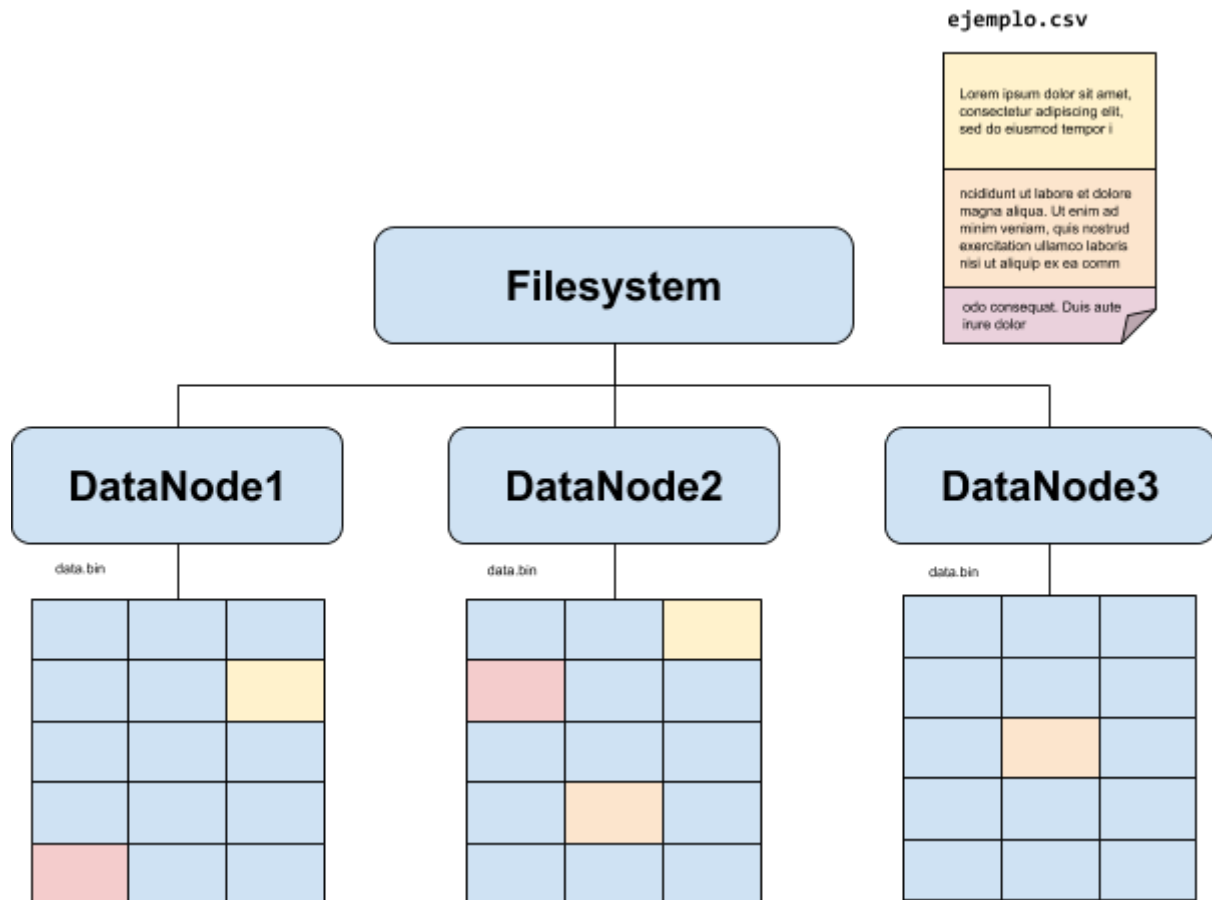 ejemplo.csv
Lorem ipsum dolor sit amet,
consectetur adipiscing elit,
sed do eiusmod tempor i
ncididunt ut labore et dolore
magna aliqua. Ut enim ad
minim veniam, quis nostrud
exercitation ullamco laboris
nisi ut aliquip ex ea comm
odo consequat. Duis aute
irure dolor
Filesystem
DataNode1
DataNode2
DataNode3
data.bin
data.bin
data.bin